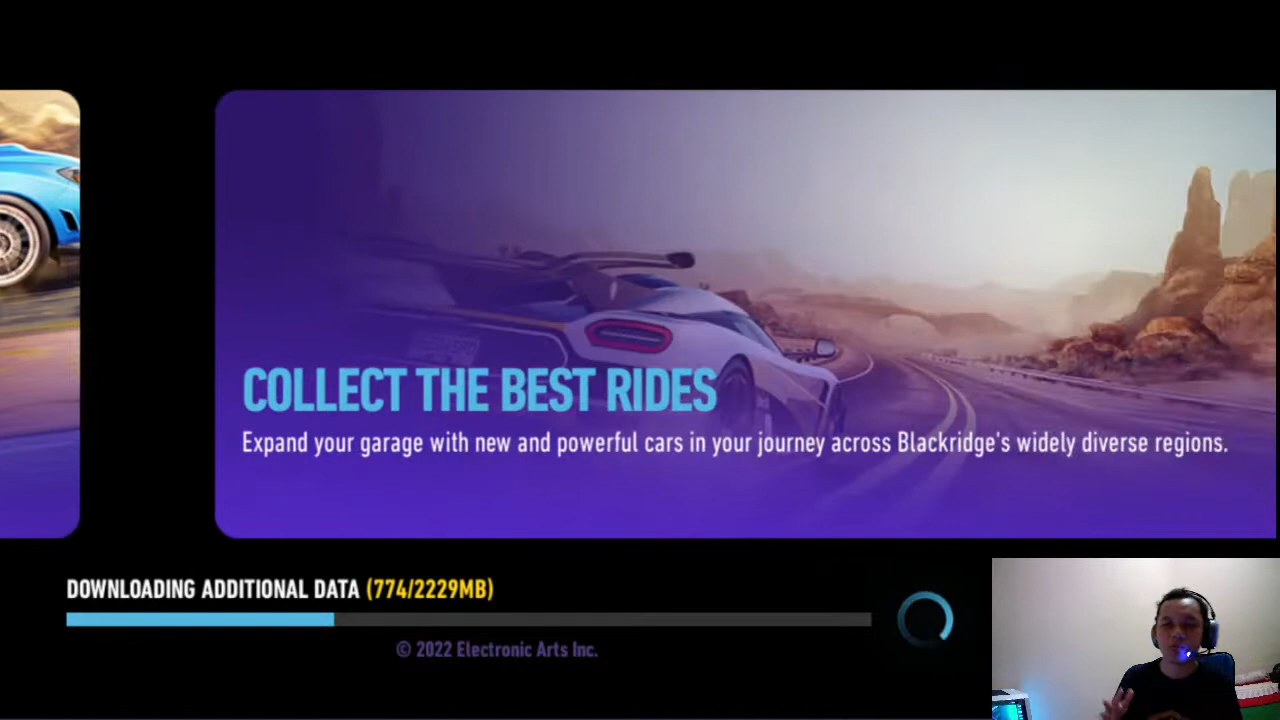 COLLECT THE BEST RIDES
Expand your garage with new and powerful cars in your journey across Blackridge's widely diverse regions.
DOWNLOADING ADDITIONAL DATA (774/2229MB)
© 2022 Electronic Arts Inc.